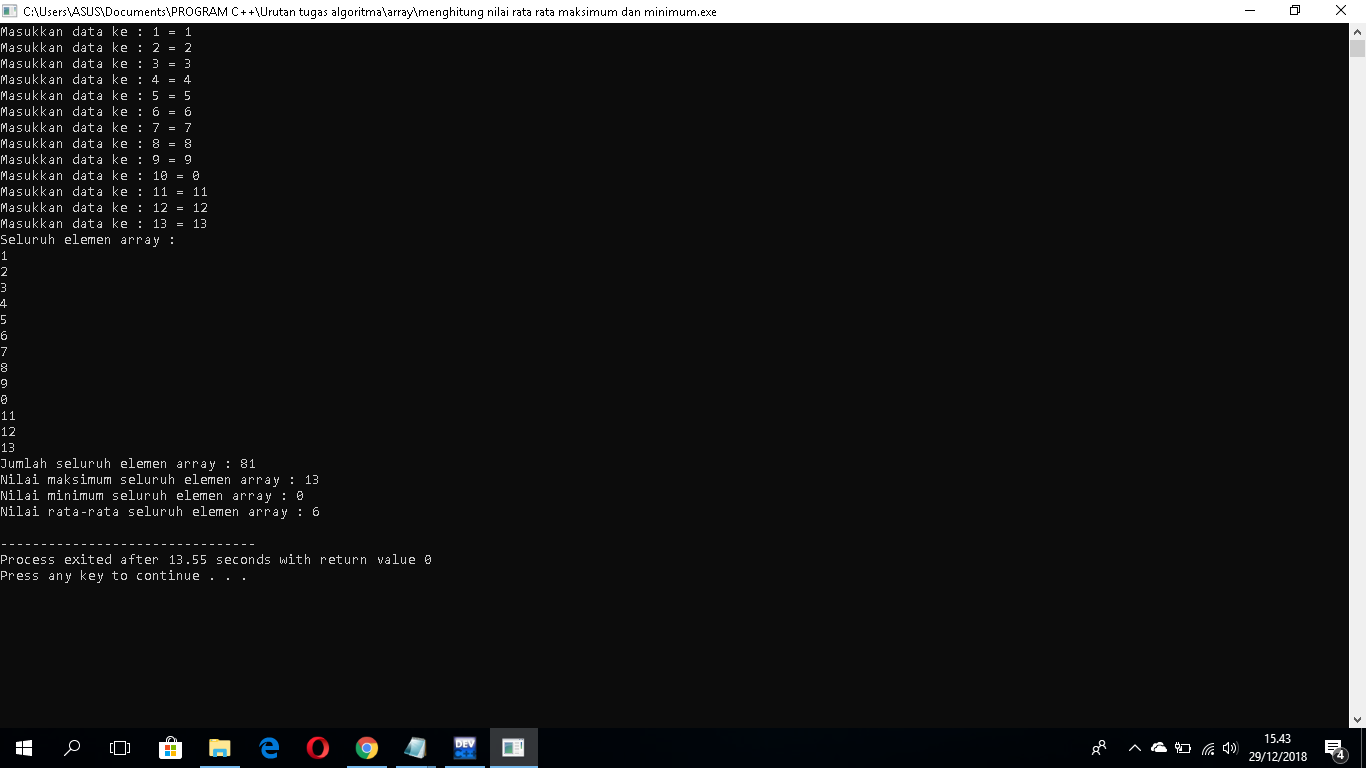 C:\Users\ASUS\Documents\PROGRAM C++\Urutan tugas algoritma\array\menghitung nilai rata rata maksimum dan minimum.exe
Masukkan data ke : 1 = 1
Masukkan data ke : 2 = 2
Masukkan data ke : 3 = 3
Masukkan data ke : 4 = 4
Masukkan data ke : 5 = 5
Masukkan data ke : 6 = 6
Masukkan data ke : 7 = 7
Masukkan data ke : 8 = 8
Masukkan data ke : 9 = 9
Masukkan data ke : 10 = 0
Masukkan data ke : 11 = 11
Masukkan data ke : 12 = 12
Masukkan data ke : 13 = 13
Seluruh elemen array :
1
2
3
4
5
6
7
8
9
0
11
12
13
Jumlah seluruh elemen array : 81
Nilai maksimum seluruh elemen array : 13
Nilai minimum seluruh elemen array : 0
Nilai rata-rata seluruh elemen array : 6
--------------------------------
Process exited after 13.55 seconds with return value 0
Press any key to continue . . .
DEV
15.43
29/12/2018
4